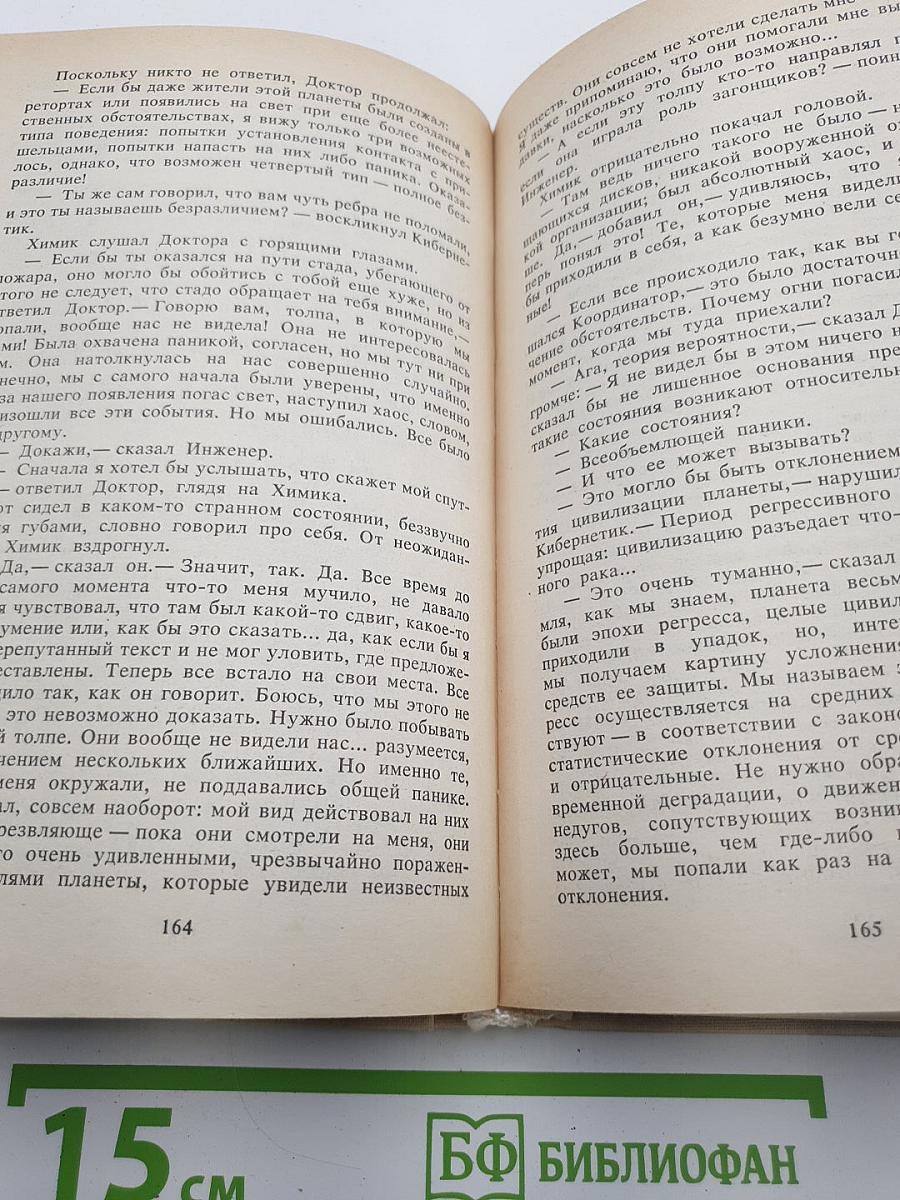 Поскольку никто не ответил, Доктор продолжал:
— Если бы даже жители этой планеты были созданы в
ретортах или появились на свет при еще более неесте-
ственных обстоятельствах, я вижу только три возможных
типа поведения: попытки установления контакта с при-
шельцами, попытки напасть на них либо паника. Оказа-
лось, однако, что возможен четвертый тип — полное без-
различие!
— Ты же сам говорил, что вам чуть ребра не поломали,
и это ты называешь безразличием? — воскликнул Киберне-
тик.
Химик слушал Доктора с горящими глазами.
— Если бы ты оказался на пути стада, убегающего от
пожара, оно могло бы обойтись с тобой еще хуже, но из
этого не следует, что стадо обращает на тебя внимание,—
ответил Доктор.— Говорю вам, толпа, в которую мы
опали, вообще нас не видела! Она не интересовалась
ами! Была охвачена паникой, согласен, но мы тут ни при
м. Она натолкнулась на нас совершенно случайно.
нечно, мы с самого начала были уверены, что именно
за нашего появления погас свет, наступил хаос, словом,
изошли все эти события. Но мы ошибались. Все было
другому.
— Докажи,— сказал Инженер.
— Сначала я хотел бы услышать, что скажет мой спут-
— ответил Доктор, глядя на Химика.
от сидел в каком-то странном состоянии, беззвучно
я губами, словно говорил про себя. От неожидан-
Химик вздрогнул.
Да,— сказал он.— Значит, так. Да. Все время до
самого момента что-то меня мучило, не давало
я чувствовал, что там был какой-то сдвиг, какое-то
умение или, как бы это сказать... да, как если бы я
ерепутанный текст и не мог уловить, где предложе-
еставлены. Теперь все встало на свои места. Все
дило так, как он говорит. Боюсь, что мы этого не
это невозможно доказать. Нужно было побывать
й толпе. Они вообще не видели нас... разумеется,
чением нескольких ближайших. Но именно те,
меня окружали, не поддавались общей панике.
ал, совсем наоборот: мой вид действовал на них
резвляюще — пока они смотрели на меня, они
то очень удивленными, чрезвычайно поражен-
лями планеты, которые увидели неизвестных
164
существ. Они совсем не хотели сделать мне
Я даже припоминаю, что они помогали мне вы
давки, насколько это было возможно...
— А если эту толпу кто-то направлял
если она играла роль загонщиков? — поин
Инженер.
Химик отрицательно покачал головой.
— Там ведь ничего такого не было — н
щающихся дисков, никакой вооруженной о
кой организации; был абсолютный хаос, и
ше. Да,— добавил он,— удивляюсь, что я
перь понял это! Те, которые меня видели
бы приходили в себя, а как безумно вели се
ные!
— Если все происходило так, как вы го
шался Координатор,— это было достаточно
чение обстоятельств. Почему огни погасил
момент, когда мы туда приехали?
— Ага, теория вероятности,— сказал Д
громче: — Я не видел бы в этом ничего н
сказал бы не лишенное основания пре
такие состояния возникают относительн
— Какие состояния?
— Всеобъемлющей паники.
— И что ее может вызывать?
— Это могло бы быть отклонением
тия цивилизации планеты,— нарушил
Кибернетик.— Период регрессивного
упрощая: цивилизацию разъедает что-
ного рака...
— Это очень туманно,— сказал
мля, как мы знаем, планета весьм
были эпохи регресса, целые цивил
приходили в упадок, но, инте
мы получаем картину усложнения
средств ее защиты. Мы называем э
ресс осуществляется на средних
ствуют — в соответствии с законо
статистические отклонения от сре
и отрицательные. Не нужно обра
временной деградации, о движен
недугов, сопутствующих возни
здесь больше, чем где-либо
может, мы попали как раз на
отклонения.
165
15 см
БФ БИБЛИОФАН